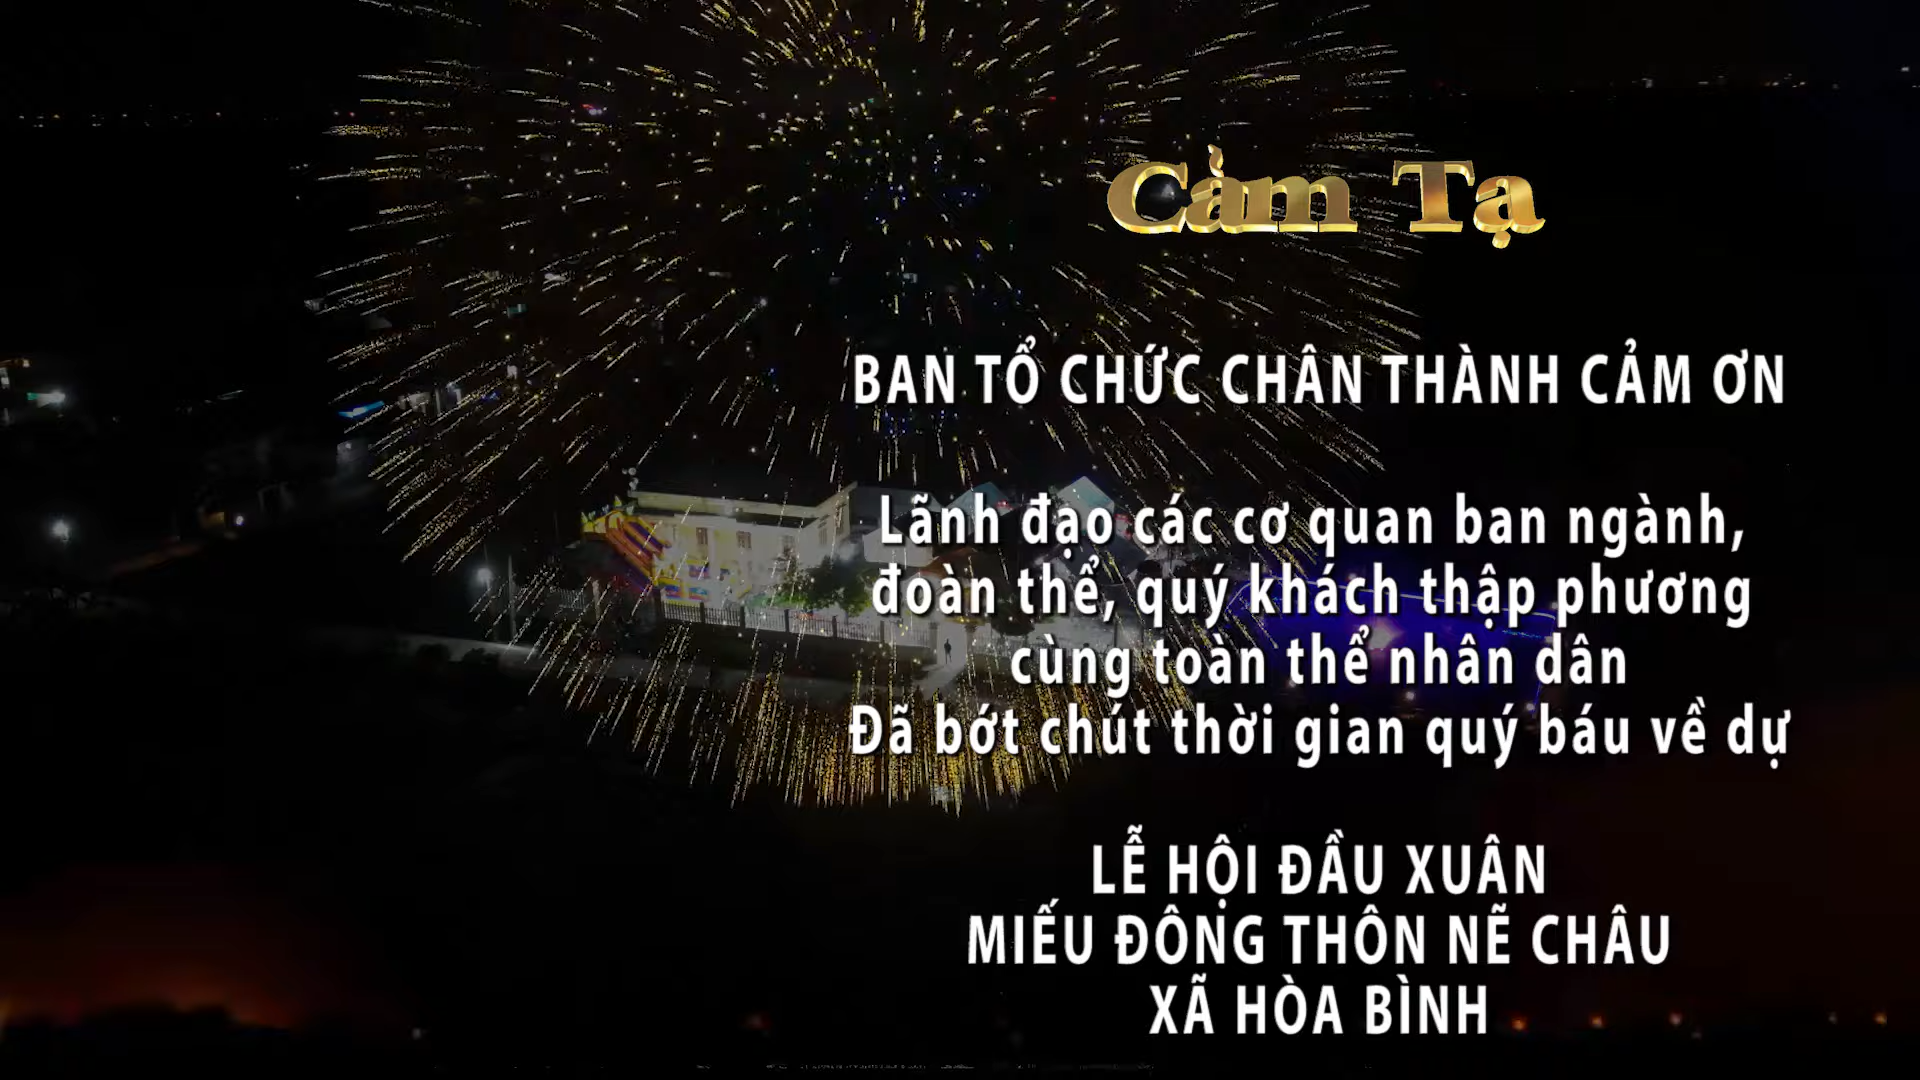 Cảm Tạ
BAN TỔ CHỨC CHÂN THÀNH CẢM ƠN
Lãnh đạo các cơ quan ban ngành,
đoàn thể, quý khách thập phương
cùng toàn thể nhân dân
Đã bớt chút thời gian quý báu về dự
LỄ HỘI ĐẦU XUÂN
MIẾU ĐÔNG THÔN NẼ CHÂU
XÃ HÒA BÌNH